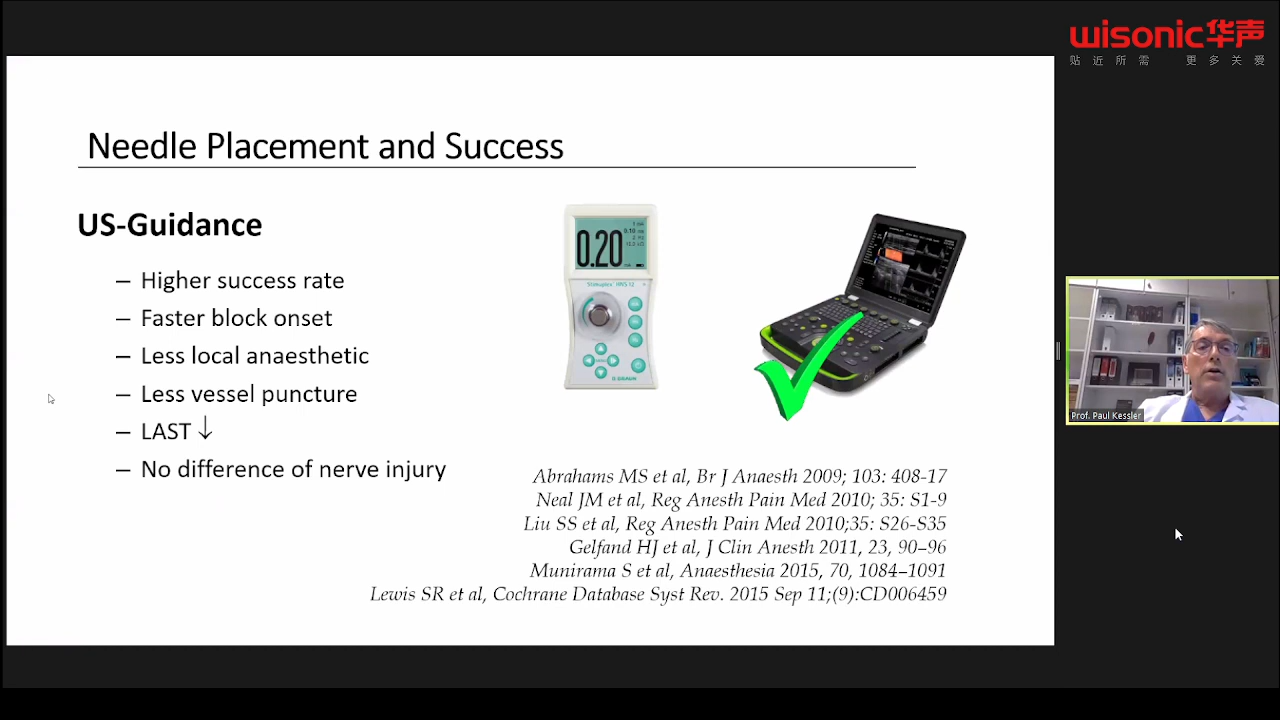 wisonic华声
贴近所需 更多关爱
Needle Placement and Success
US-Guidance
– Higher success rate
– Faster block onset
– Less local anaesthetic
– Less vessel puncture
– LAST ↓
– No difference of nerve injury
0.20
Stimuplex® HNS 12
B. BRAUN
Abrahams MS et al, Br J Anaesth 2009; 103: 408-17
Neal JM et al, Reg Anesth Pain Med 2010; 35: S1-9
Liu SS et al, Reg Anesth Pain Med 2010;35: S26-S35
Gelfand HJ et al, J Clin Anesth 2011, 23, 90–96
Munirama S et al, Anaesthesia 2015, 70, 1084–1091
Lewis SR et al, Cochrane Database Syst Rev. 2015 Sep 11;(9):CD006459
Prof. Paul Kessler